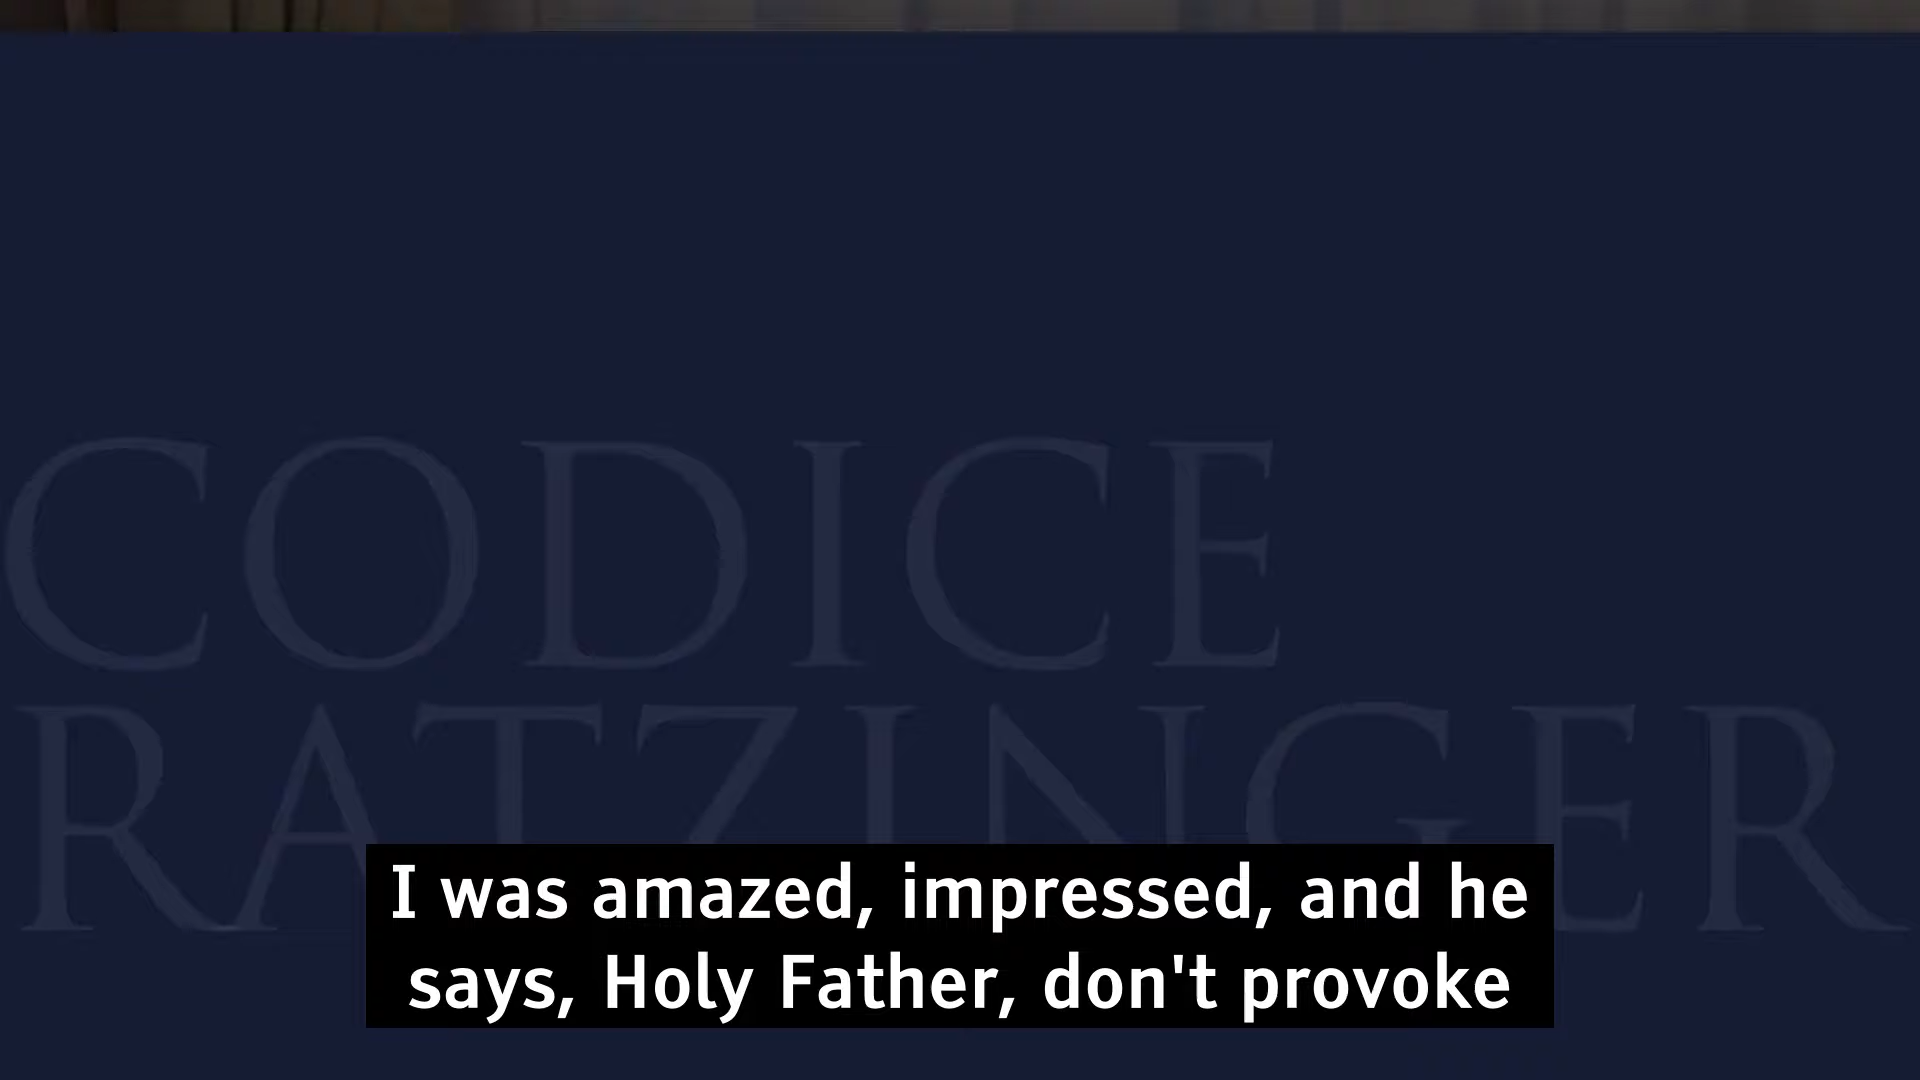 CODICE
RATZINGER
I was amazed, impressed, and he
says, Holy Father, don't provoke